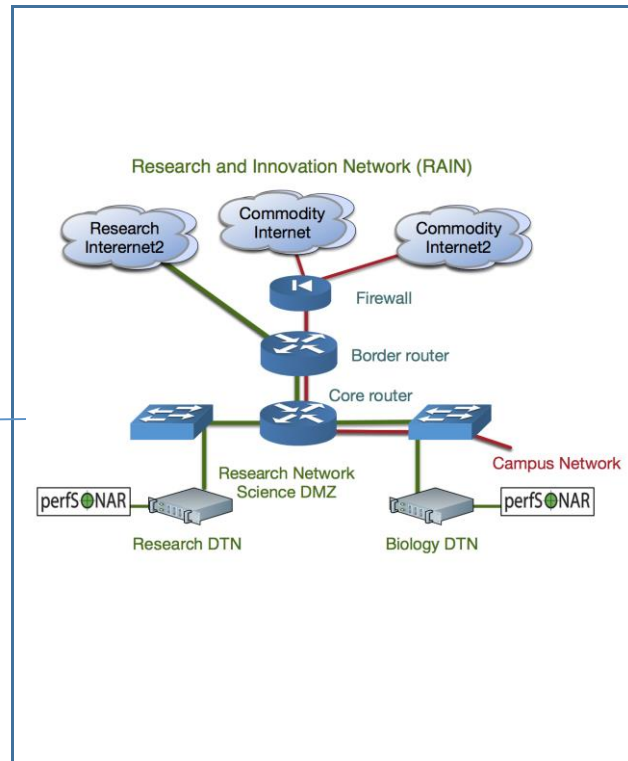 Research and Innovation Network (RAIN)
Research
Interernet2
Commodity
Internet
Commodity
Internet2
Firewall
Border router
Core router
Campus Network
Research Network
Science DMZ
perfSONAR
perfSONAR
Research DTN
Biology DTN